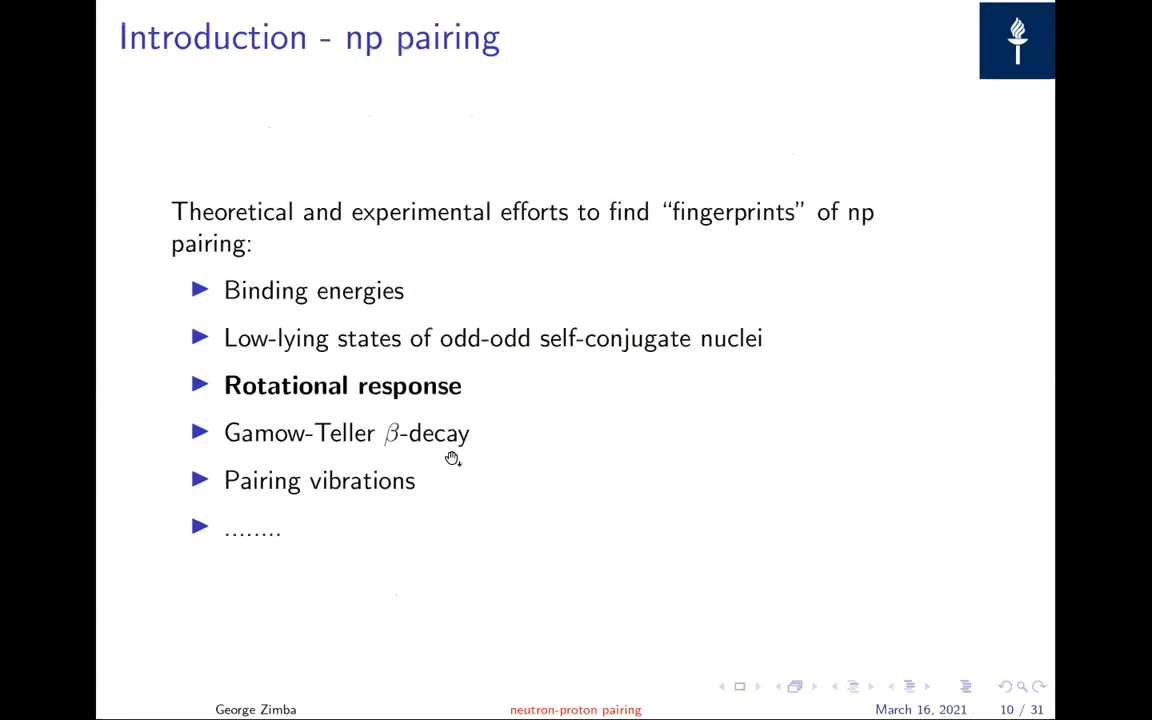 Introduction - np pairing
Theoretical and experimental efforts to find “fingerprints” of np
pairing:
Binding energies
Low-lying states of odd-odd self-conjugate nuclei
Rotational response
Gamow-Teller β-decay
Pairing vibrations
........
George Zimba neutron-proton pairing March 16, 2021 10 / 31